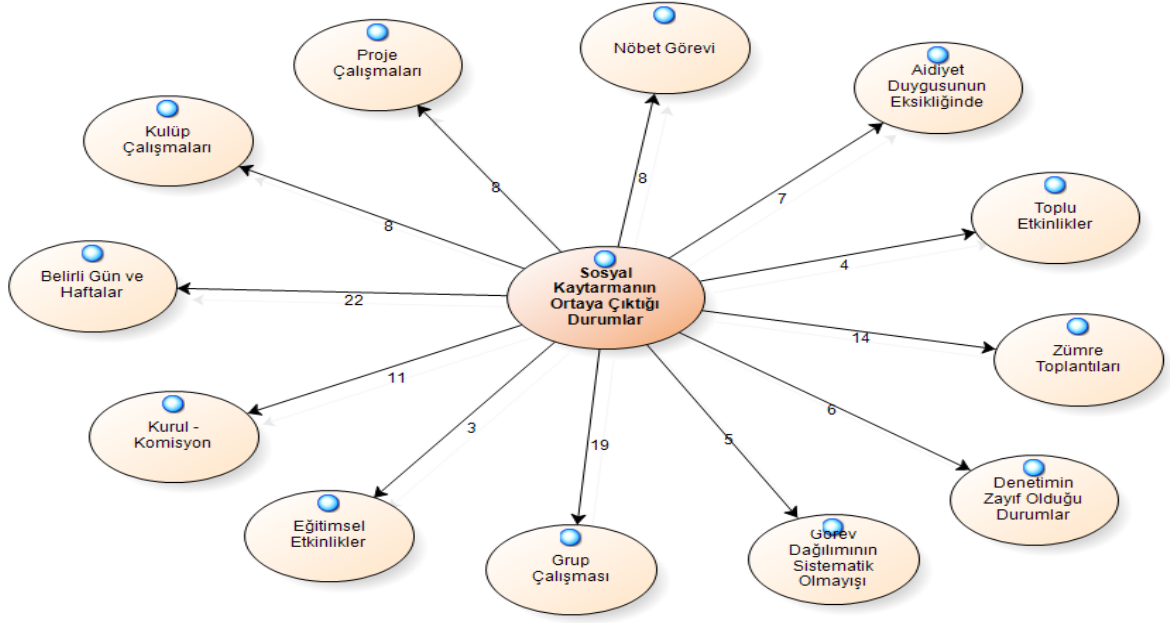 Nöbet Görevi
Proje
Çalışmaları
Aidiyet
Duygusunun
Eksikliğinde
Kulüp
Çalışmaları
8
8
7
Toplu
Etkinlikler
8
4
Sosyal
Kaytarmanın
Ortaya Çıktığı
Durumlar
Belirli Gün ve
Haftalar
22
14
Zümre
Toplantıları
11
6
Kurul -
Komisyon
3
19
5
Denetimin
Zayıf Olduğu
Durumlar
Eğitimsel
Etkinlikler
Grup
Çalışması
Görev
Dağılımının
Sistematik
Olmayışı